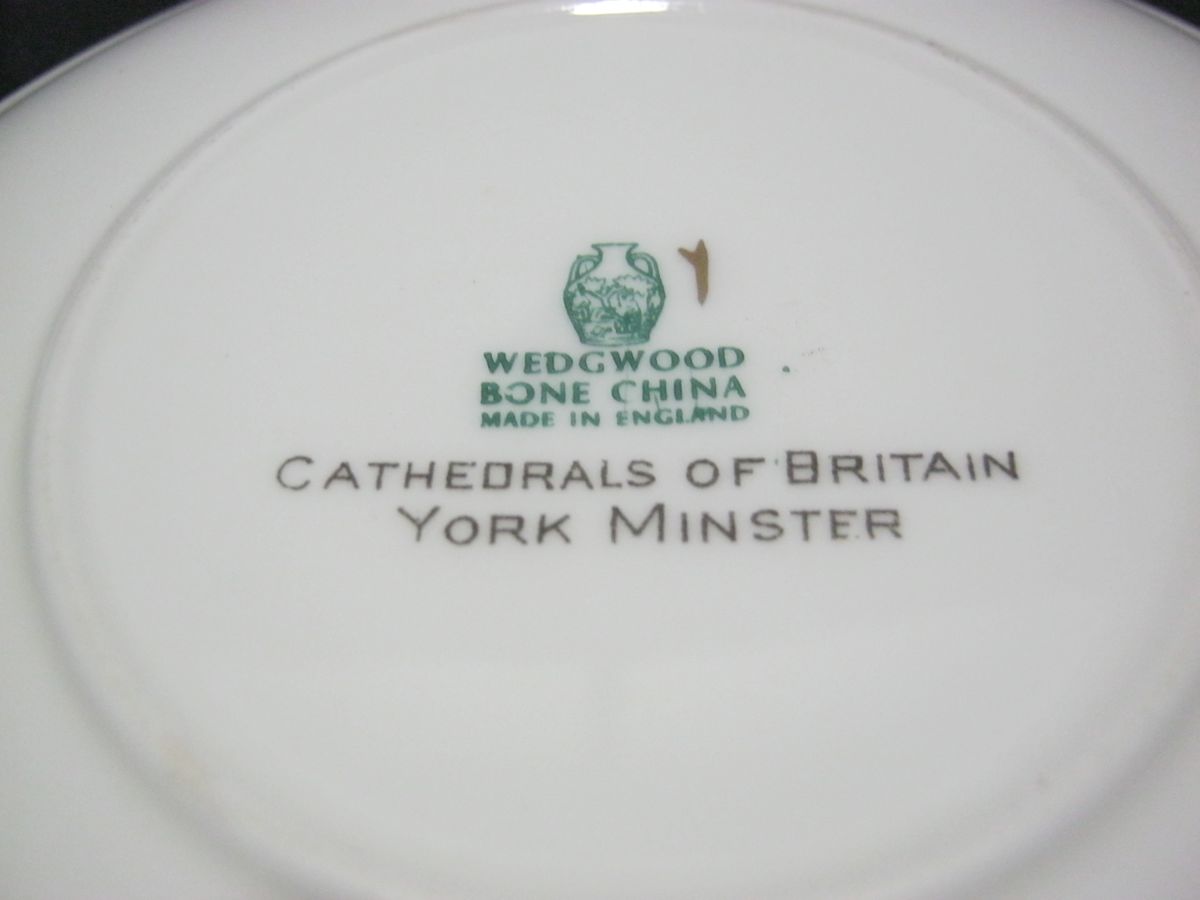 WEDGWOOD
BONE CHINA
MADE IN ENGLAND
CATHEDRALS OF BRITAIN
YORK MINSTER